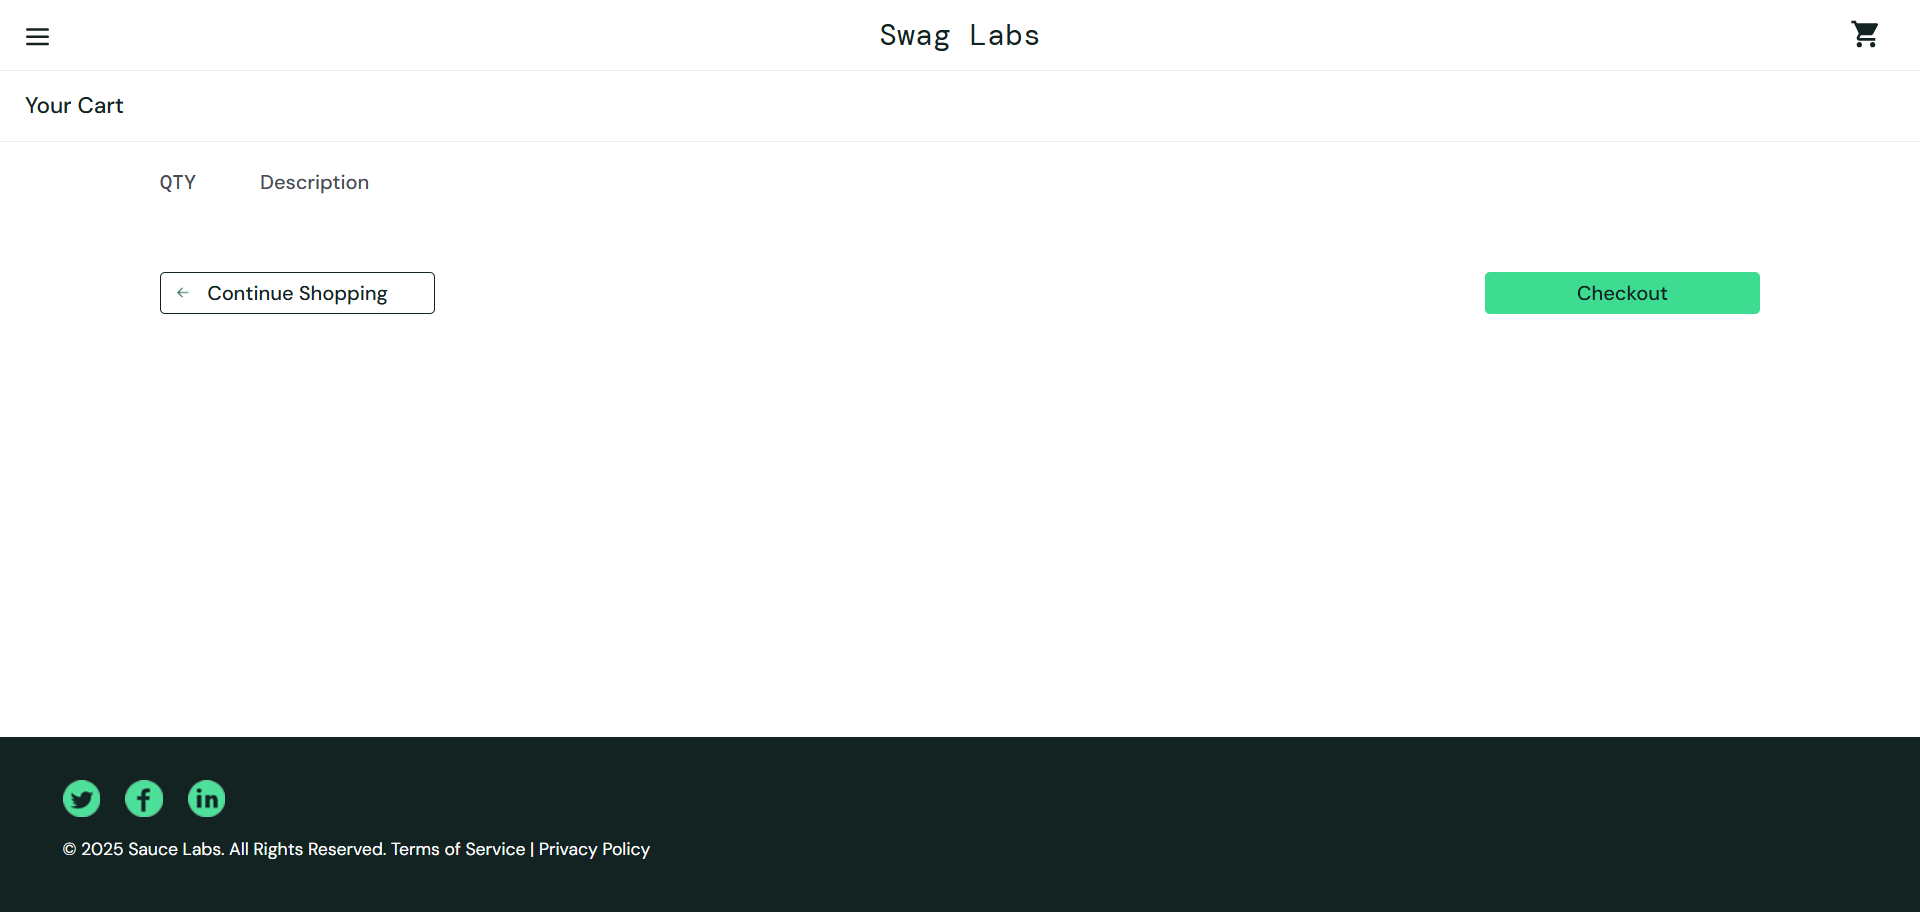 Swag Labs
Your Cart
QTY Description
Continue Shopping
Checkout
© 2025 Sauce Labs. All Rights Reserved. Terms of Service | Privacy Policy